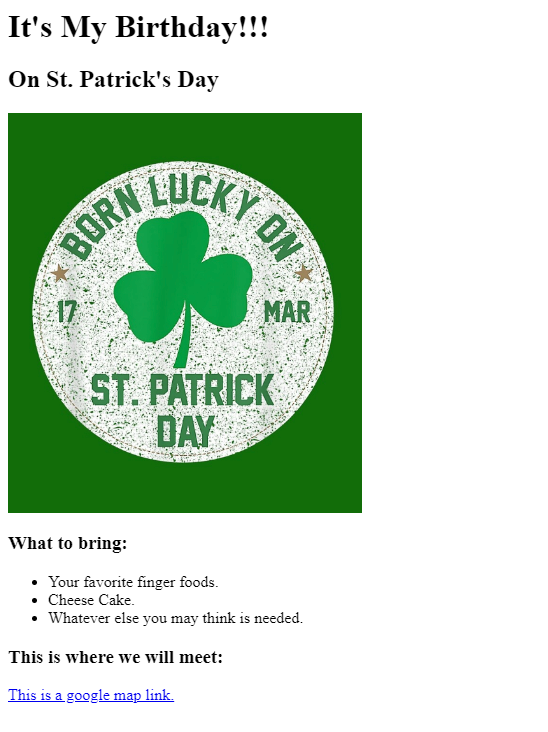 It's My Birthday!!!
On St. Patrick's Day
BORN LUCKY ON
17 MAR
ST. PATRICK
DAY
What to bring:
Your favorite finger foods.
Cheese Cake.
Whatever else you may think is needed.
This is where we will meet:
This is a google map link.